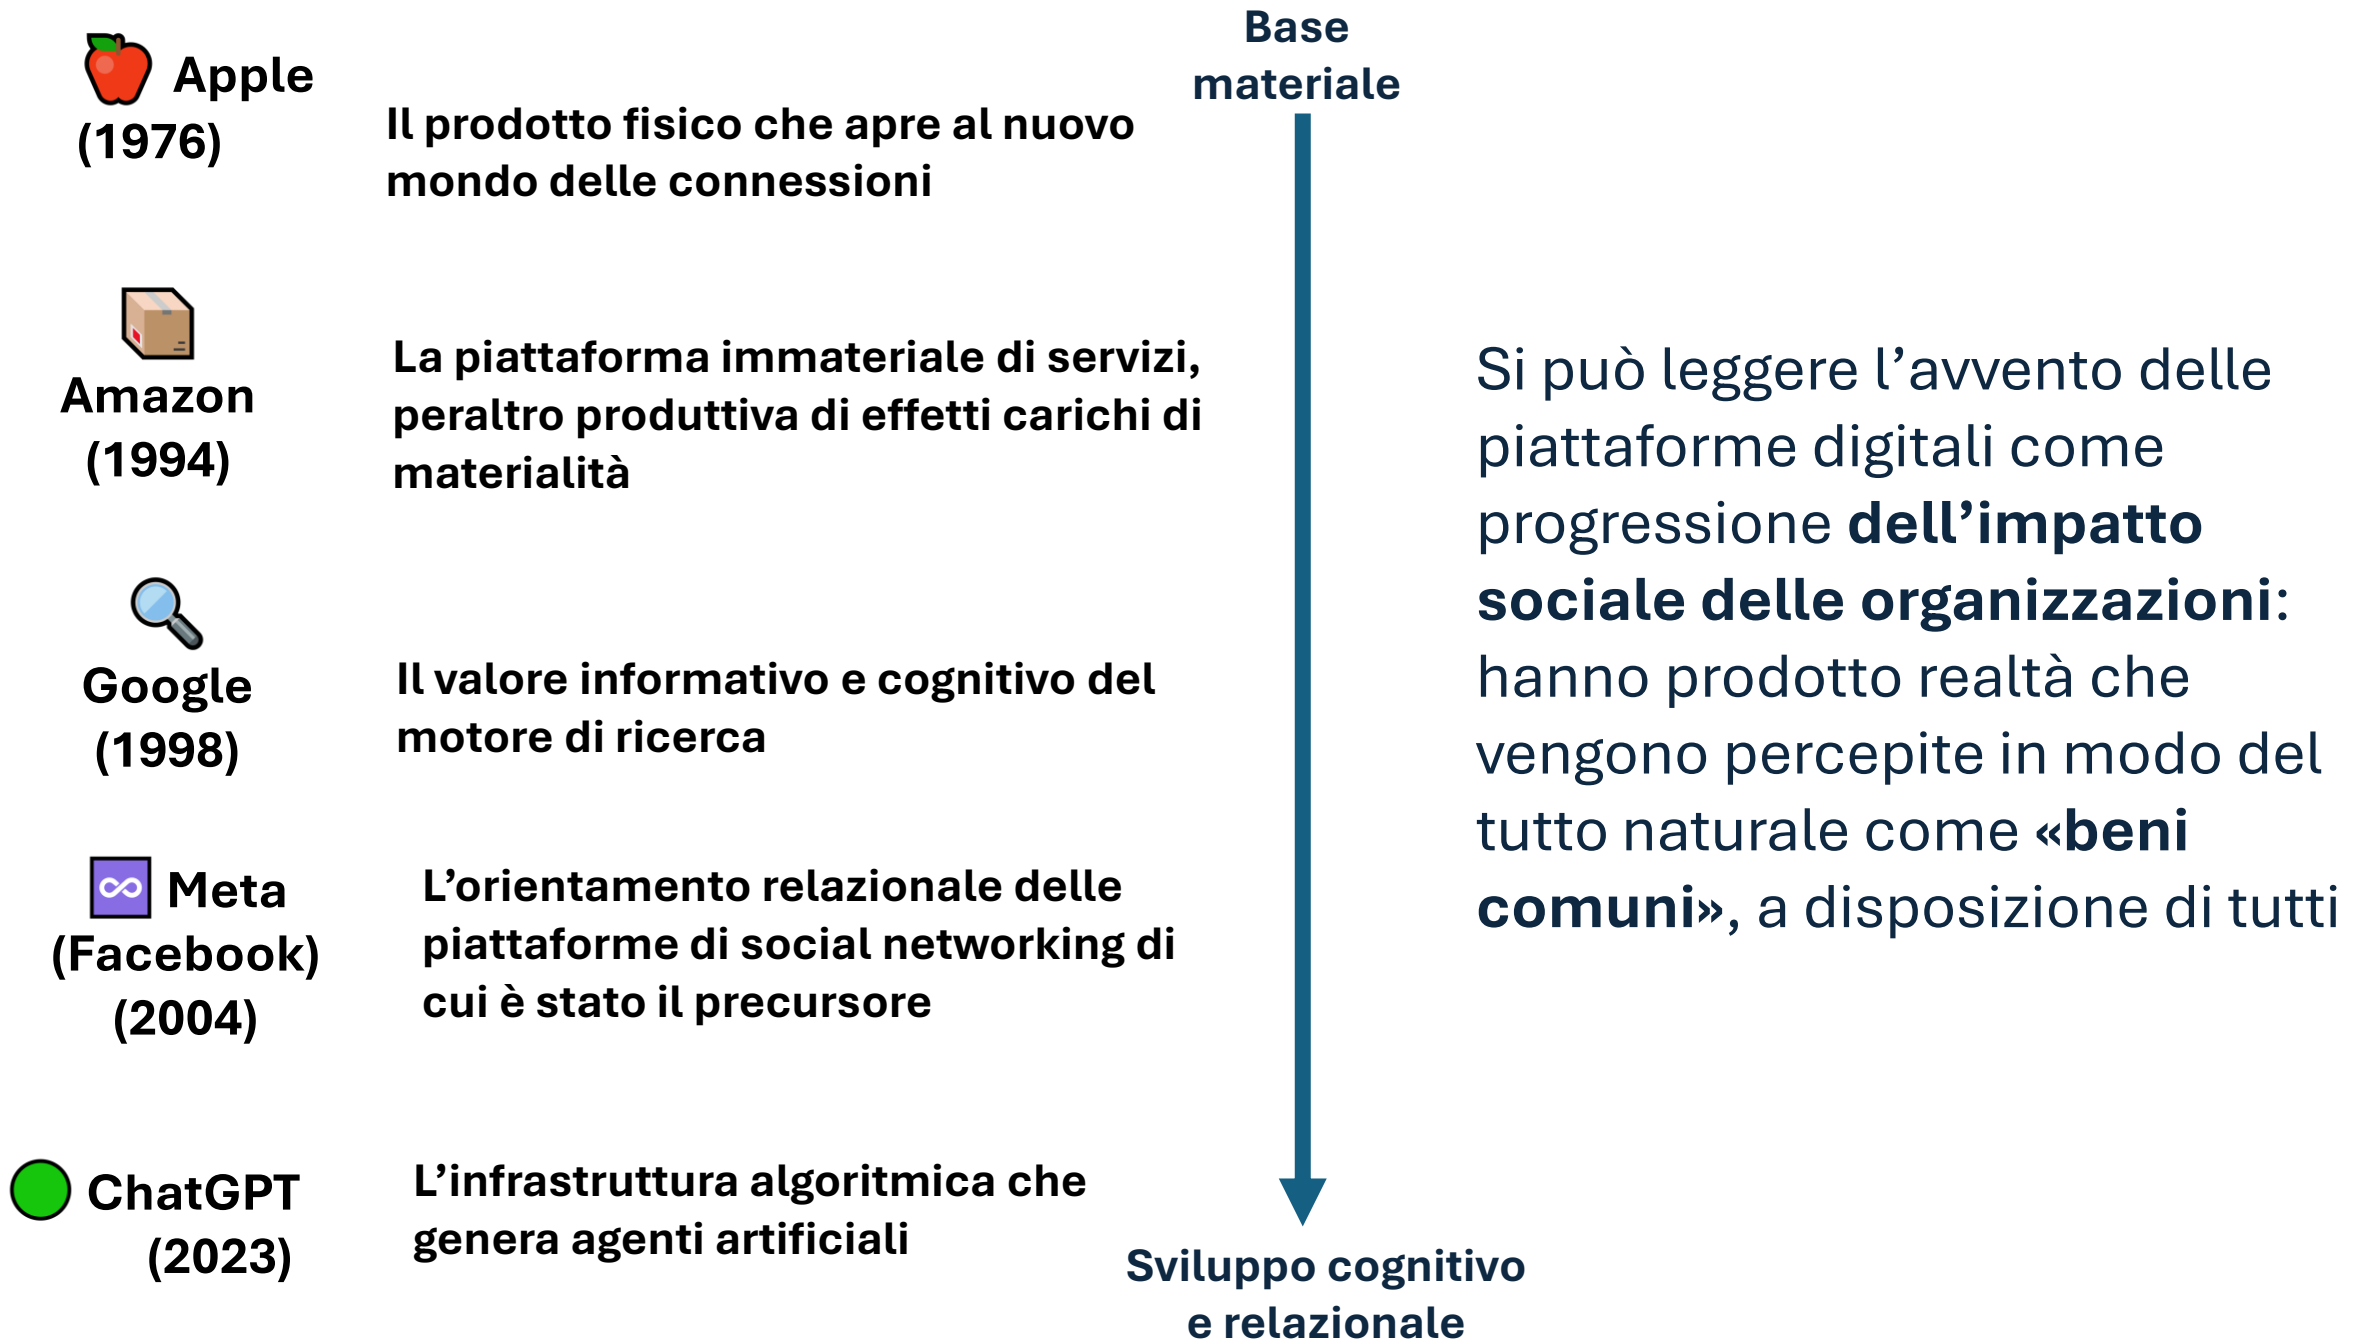 Apple
(1976)
Il prodotto fisico che apre al nuovo
mondo delle connessioni
Amazon
(1994)
La piattaforma immateriale di servizi,
peraltro produttiva di effetti carichi di
materialità
Google
(1998)
Il valore informativo e cognitivo del
motore di ricerca
Meta
(Facebook)
(2004)
L’orientamento relazionale delle
piattaforme di social networking di
cui è stato il precursore
ChatGPT
(2023)
L’infrastruttura algoritmica che
genera agenti artificiali
Base
materiale
Sviluppo cognitivo
e relazionale
Si può leggere l’avvento delle
piattaforme digitali come
progressione dell’impatto
sociale delle organizzazioni:
hanno prodotto realtà che
vengono percepite in modo del
tutto naturale come «beni
comuni», a disposizione di tutti